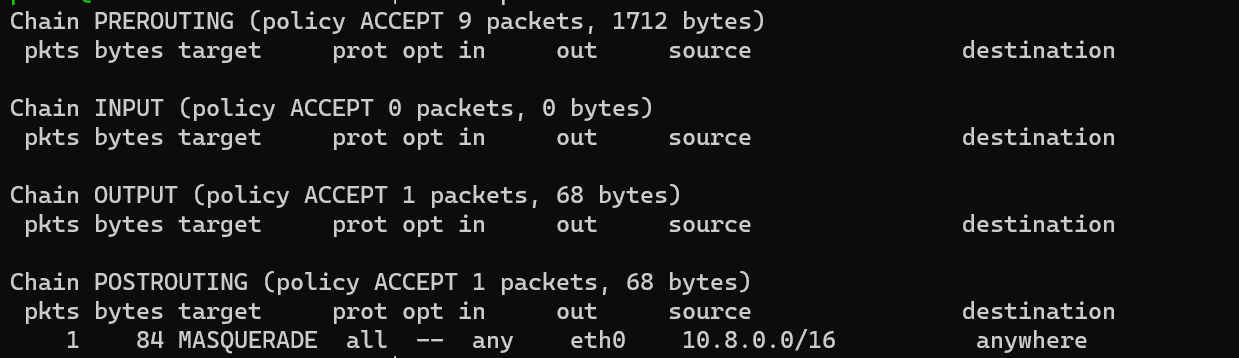 Chain PREROUTING (policy ACCEPT 9 packets, 1712 bytes)
 pkts bytes target     prot opt in     out     source               destination

Chain INPUT (policy ACCEPT 0 packets, 0 bytes)
 pkts bytes target     prot opt in     out     source               destination

Chain OUTPUT (policy ACCEPT 1 packets, 68 bytes)
 pkts bytes target     prot opt in     out     source               destination

Chain POSTROUTING (policy ACCEPT 1 packets, 68 bytes)
 pkts bytes target     prot opt in     out     source               destination
    1    84 MASQUERADE  all  --  any    eth0    10.8.0.0/16          anywhere